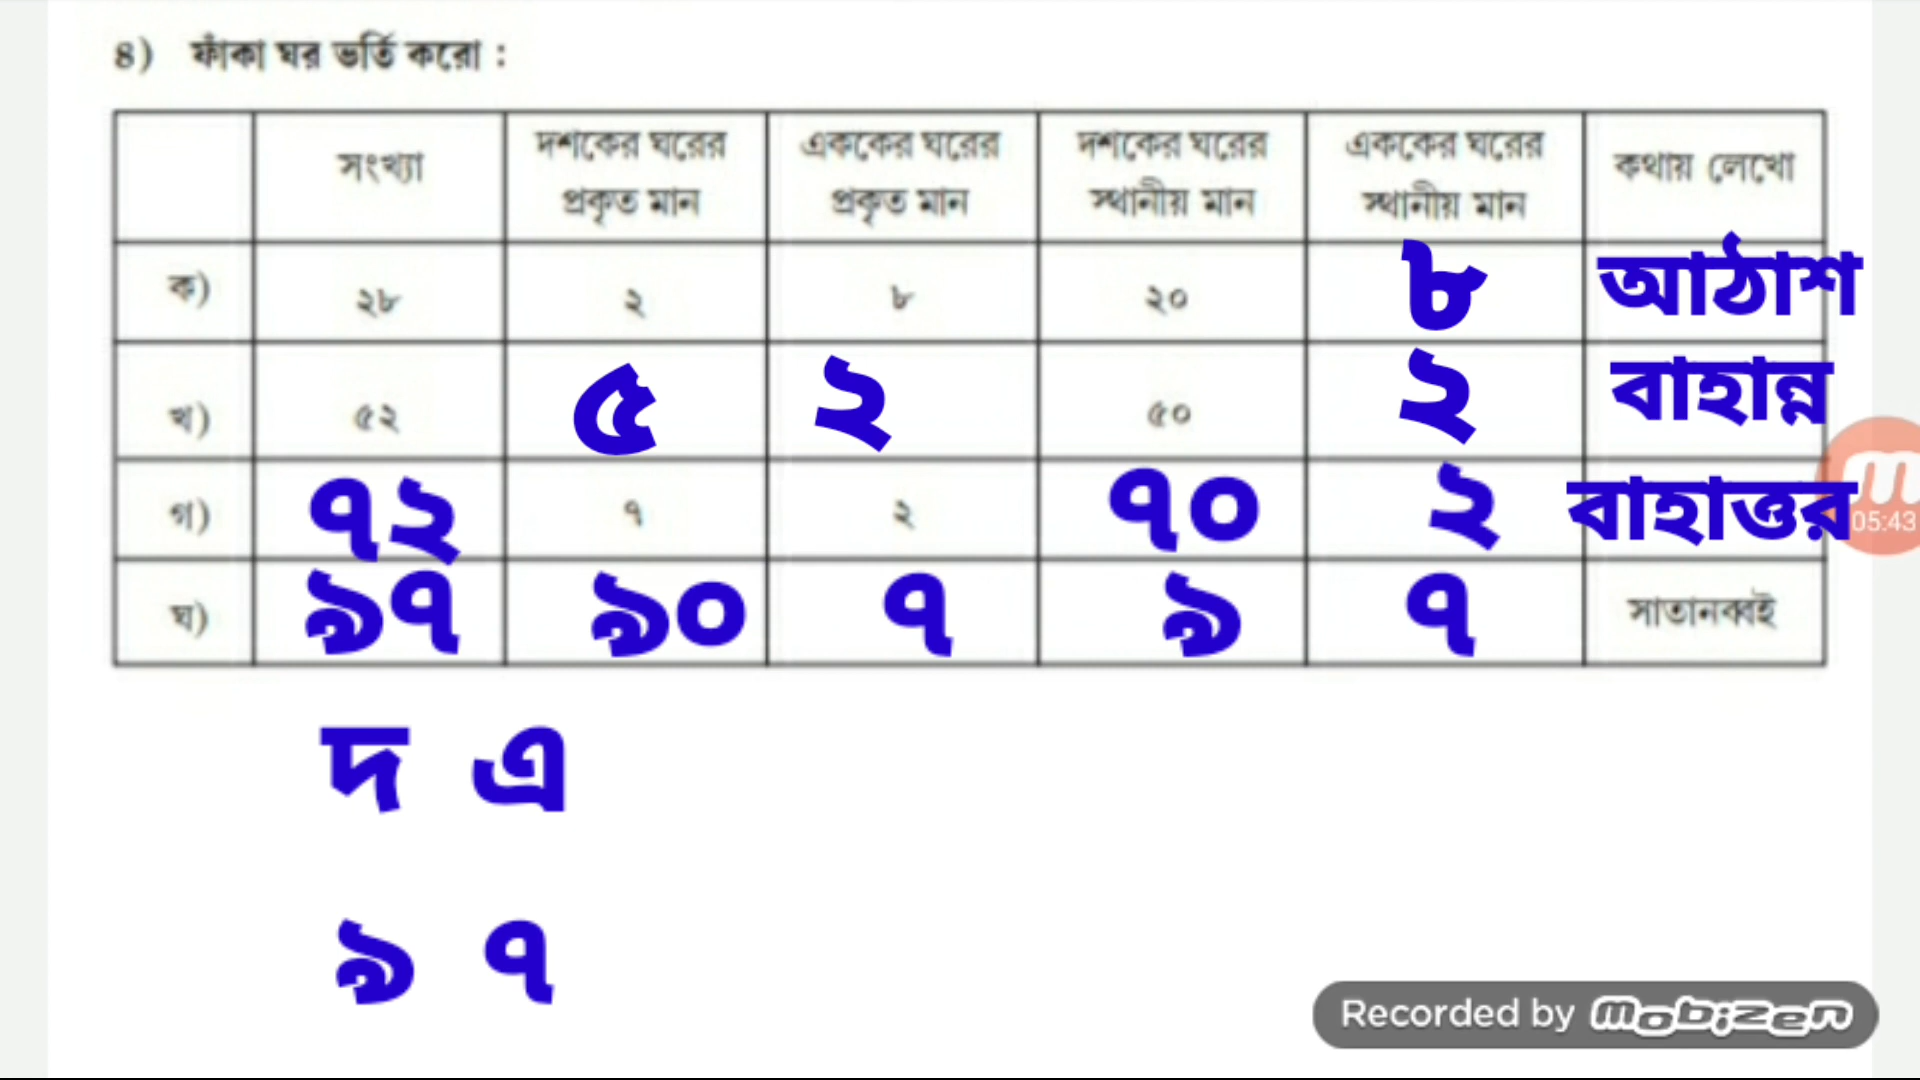 ৪) ফাঁকা ঘর ভর্তি করো :
সংখ্যা দশকের ঘরের প্রকৃত মান এককের ঘরের প্রকৃত মান দশকের ঘরের স্থানীয় মান এককের ঘরের স্থানীয় মান কথায় লেখো
ক) ২৮ ২ ৮ ২০ ৮ আঠাশ
খ) ৫২ ৫ ২ ৫০ ২ বাহান্ন
গ) ৭২ ৭ ২ ৭০ ২ বাহাত্তর
ঘ) ৯৭ ৯০ ৭ ৯ ৭ সাতানব্বই
05:43
দ এ
৯ ৭
Recorded by mobizen